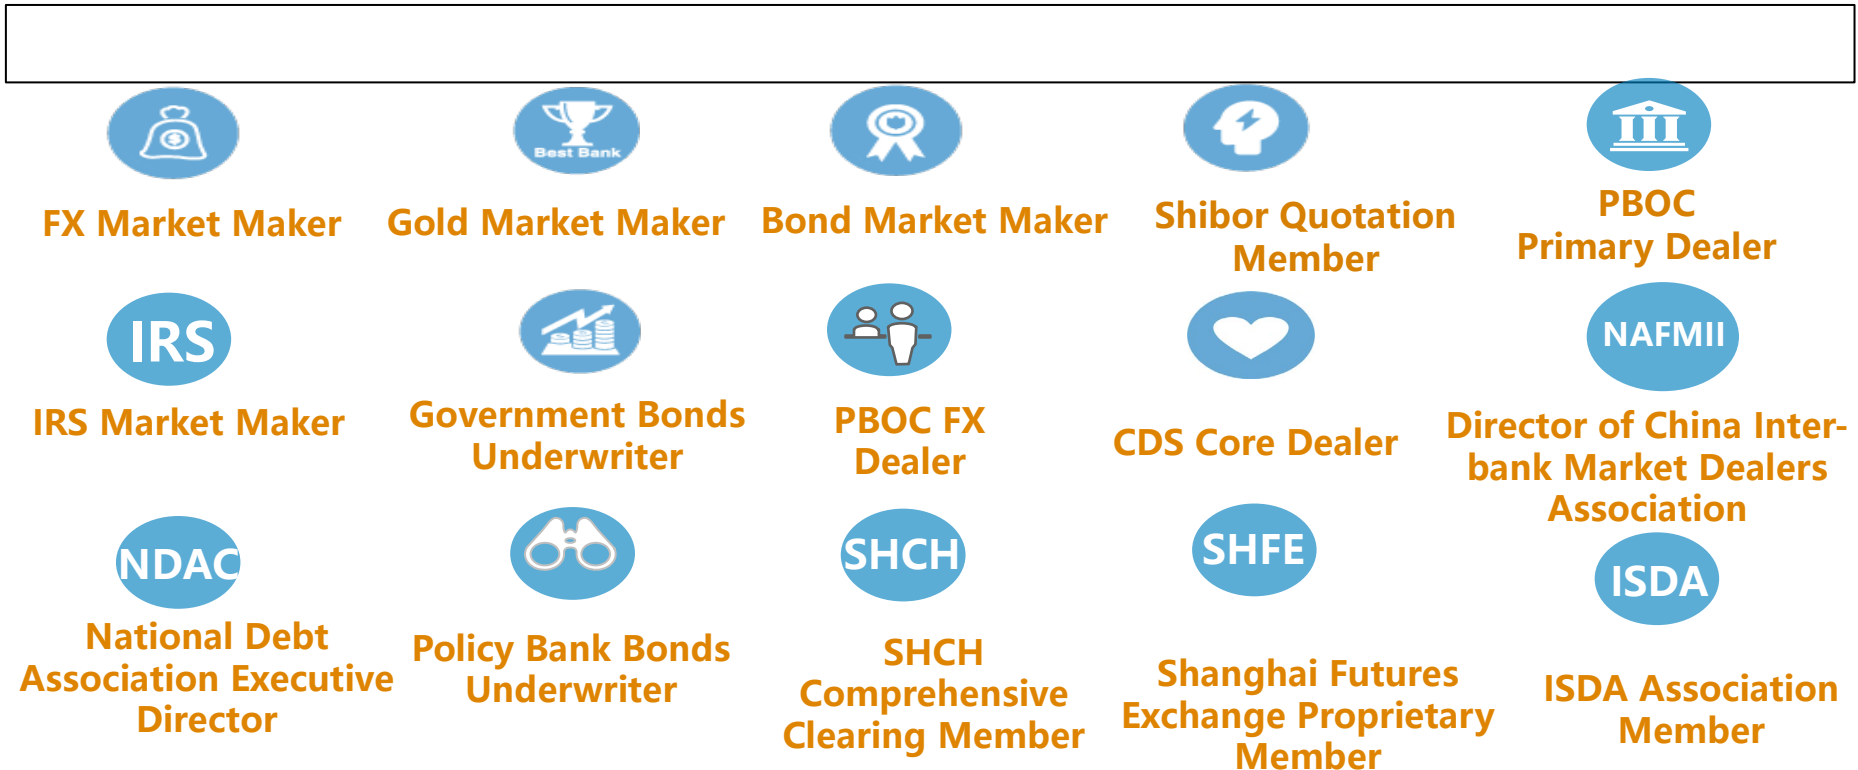 Best Bank
FX Market Maker
Gold Market Maker
Bond Market Maker
Shibor Quotation
Member
PBOC
Primary Dealer
IRS
IRS Market Maker
Government Bonds
Underwriter
PBOC FX
Dealer
CDS Core Dealer
NAFMII
Director of China Inter-
bank Market Dealers
Association
NDAC
National Debt
Association Executive
Director
Policy Bank Bonds
Underwriter
SHCH
SHCH
Comprehensive
Clearing Member
SHFE
Shanghai Futures
Exchange Proprietary
Member
ISDA
ISDA Association
Member